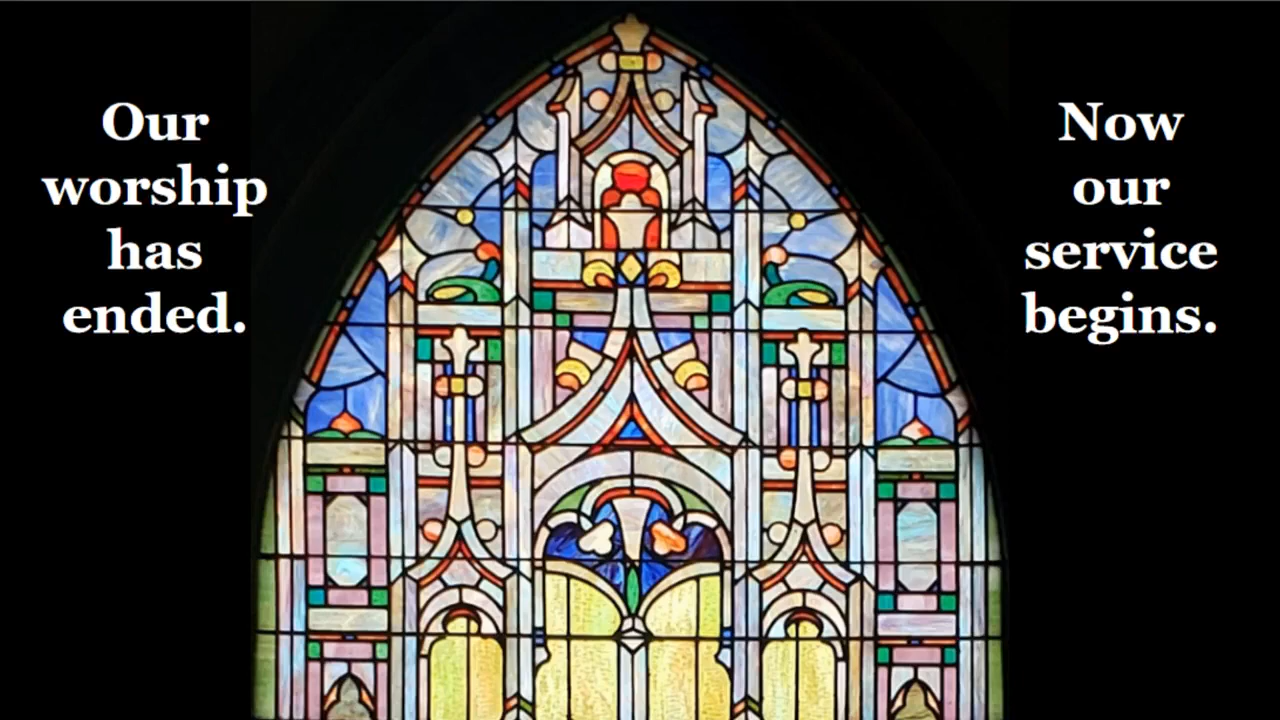 Our
worship
has
ended.
Now
our
service
begins.